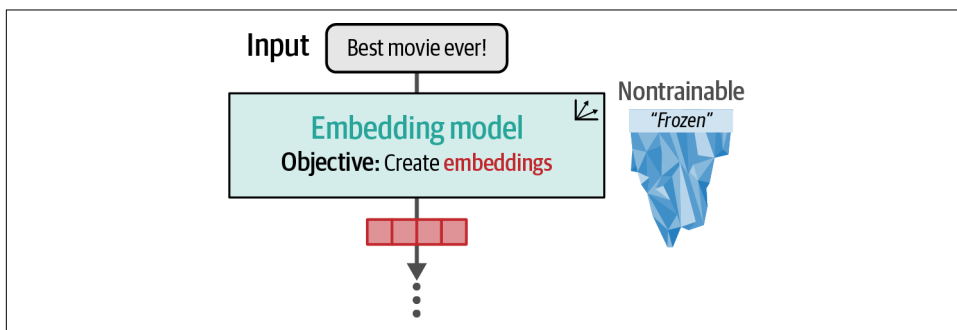 Input
Best movie ever!
Nontrainable
"Frozen"
Embedding model
Objective: Create embeddings